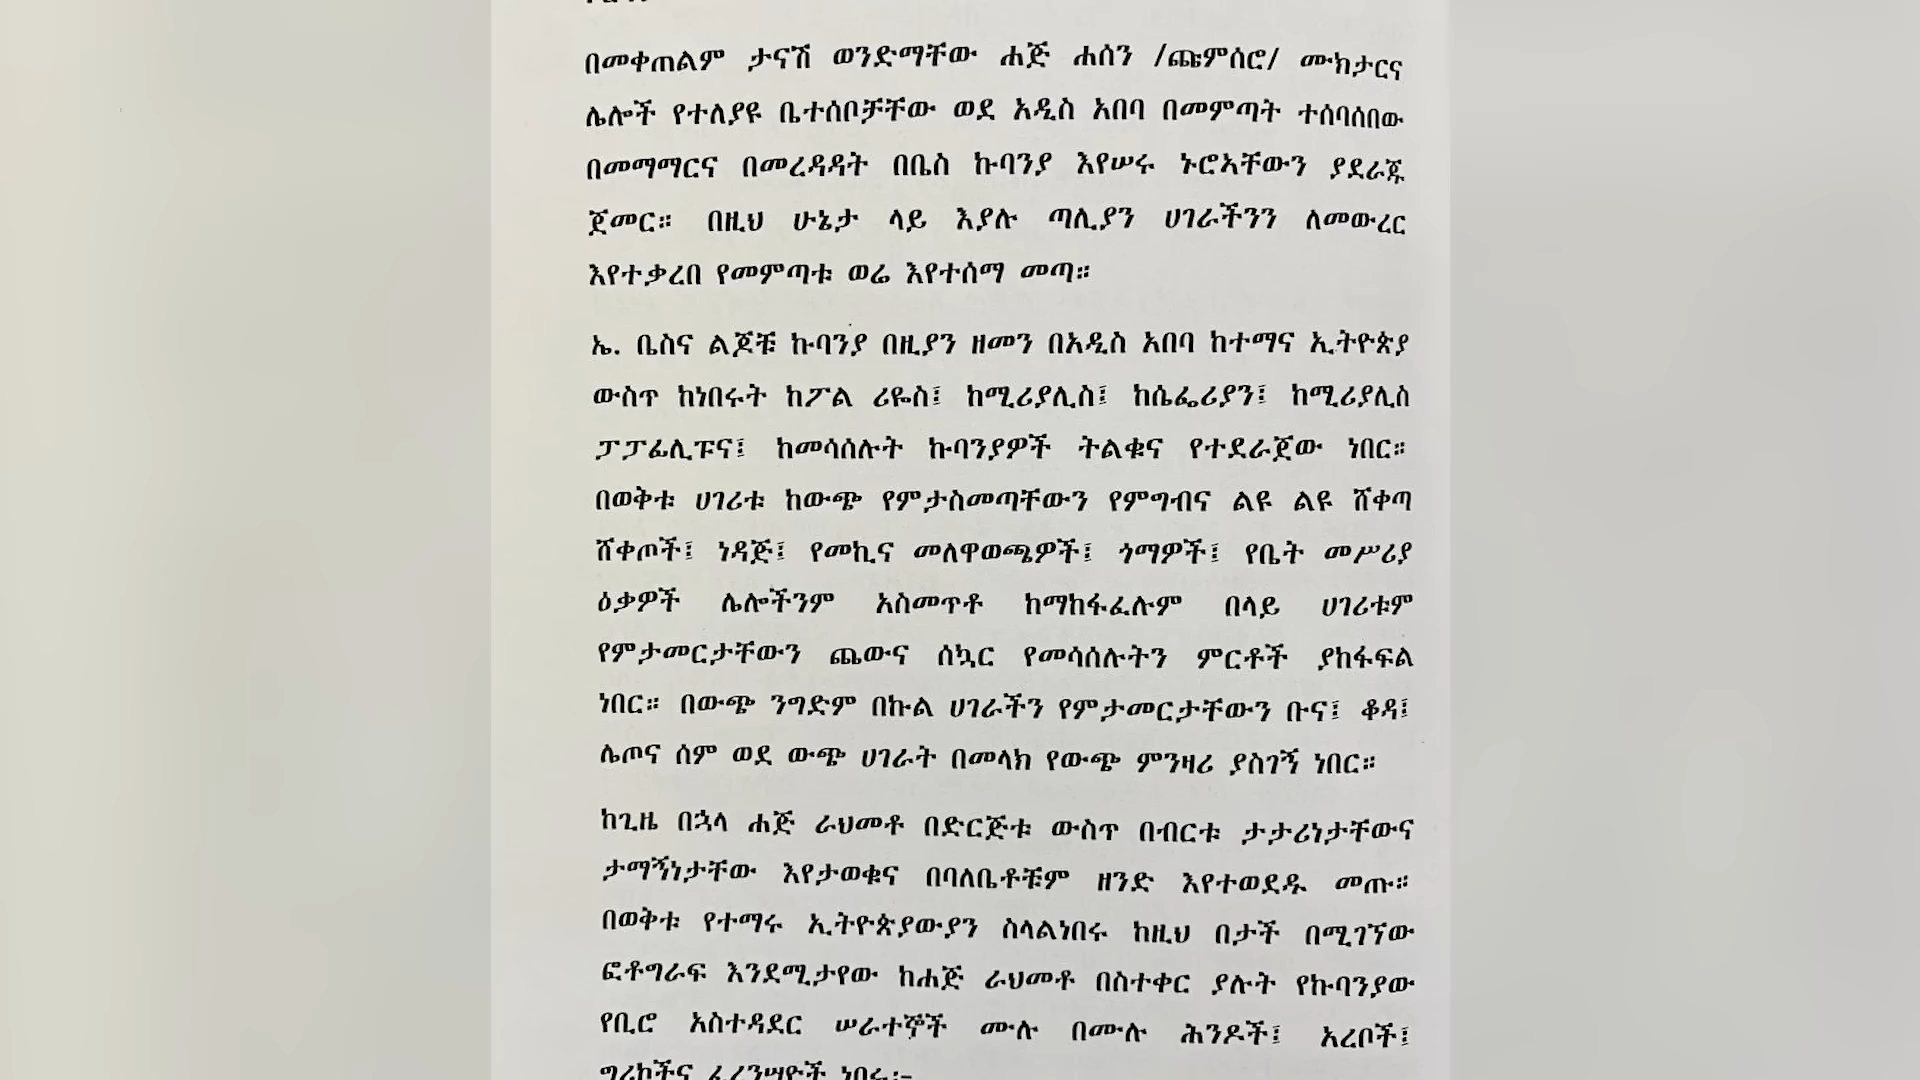 በመቀጠልም ታናሽ ወንድማቸው ሐጅ ሐሰን /ጩምሰሮ/ ሙክታርና
ሌሎች የተለያዩ ቤተሰቦቻቸው ወደ አዲስ አበባ በመምጣት ተሰባሰበው
በመማማርና በመረዳዳት በቤስ ኩባንያ እየሠሩ ኑሮኣቸውን ያደራጁ
ጀመር። በዚህ ሁኔታ ላይ እያሉ ጣሊያን ሀገራችንን ለመውረር
እየተቃረበ የመምጣቱ ወሬ እየተሰማ መጣ።
ኤ. ቤስና ልጆቹ ኩባንያ በዚያን ዘመን በአዲስ አበባ ከተማና ኢትዮጵያ
ውስጥ ከነበሩት ከፖል ሪዬስ፤ ከሚሪያሊስ፤ ከሴፌሪያን፤ ከሚሪያሊስ
ፓፓፊሊፑና፤ ከመሳሰሉት ኩባንያዎች ትልቁና የተደራጀው ነበር።
በወቅቱ ሀገሪቱ ከውጭ የምታስመጣቸውን የምግብና ልዩ ልዩ ሸቀጣ
ሸቀጦች፤ ነዳጅ፤ የመኪና መለዋወጫዎች፤ ጎማዎች፤ የቤት መሥሪያ
ዕቃዎች ሌሎችንም አስመጥቶ ከማከፋፈሉም በላይ ሀገሪቱም
የምታመርታቸውን ጨውና ሰኳር የመሳሰሉትን ምርቶች ያከፋፍል
ነበር። በውጭ ንግድም በኩል ሀገራችን የምታመርታቸውን ቡና፤ ቆዳ፤
ሌጦና ሰም ወደ ውጭ ሀገራት በመላክ የውጭ ምንዛሪ ያስገኝ ነበር።
ከጊዜ በኋላ ሐጅ ራህመቶ በድርጅቱ ውስጥ በብርቱ ታታሪነታቸውና
ታማኝነታቸው እየታወቁና በባለቤቶቹም ዘንድ እየተወደዱ መጡ።
በወቅቱ የተማሩ ኢትዮጵያውያን ስላልነበሩ ከዚህ በታች በሚገኘው
ፎቶግራፍ እንደሚታየው ከሐጅ ራህመቶ በስተቀር ያሉት የኩባንያው
የቢሮ አስተዳደር ሠራተኞች ሙሉ በሙሉ ሕንዶች፤ አረቦች፤
ግሪኮችና ፈረንሣዮች ነበሩ፡-